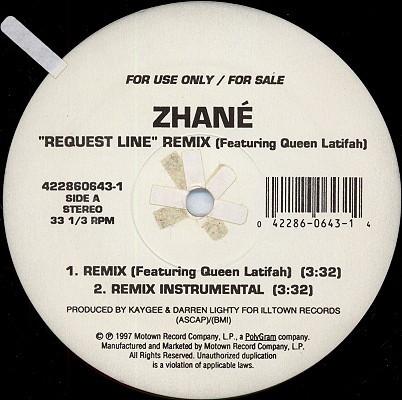 FOR USE ONLY / FOR SALE
ZHANÉ
"REQUEST LINE" REMIX (Featuring Queen Latifah)
422860643-1
SIDE A
STEREO
33 1/3 RPM
0 42286-0643-1 4
1. REMIX (Featuring Queen Latifah) (3:32)
2. REMIX INSTRUMENTAL (3:32)
PRODUCED BY KAYGEE & DARREN LIGHTY FOR ILLTOWN RECORDS
(ASCAP)/(BMI)
© ℗ 1997 Motown Record Company, L.P., a PolyGram company.
Manufactured and Marketed by Motown Record Company, L.P.
All Rights Reserved. Unauthorized duplication
is a violation of applicable laws.